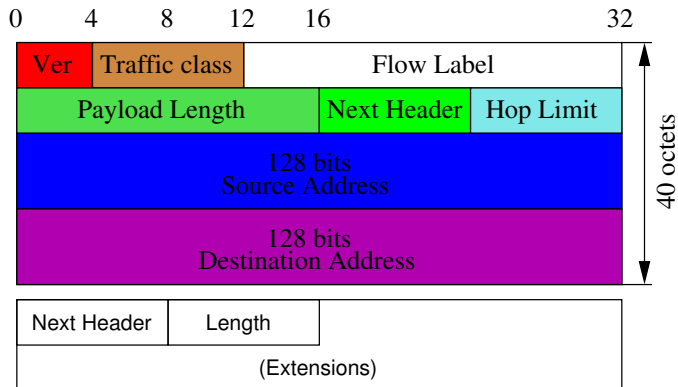 0 4 8 12 16 32
Ver Traffic class Flow Label
Payload Length Next Header Hop Limit
128 bits
Source Address
128 bits
Destination Address
40 octets
Next Header Length
(Extensions)